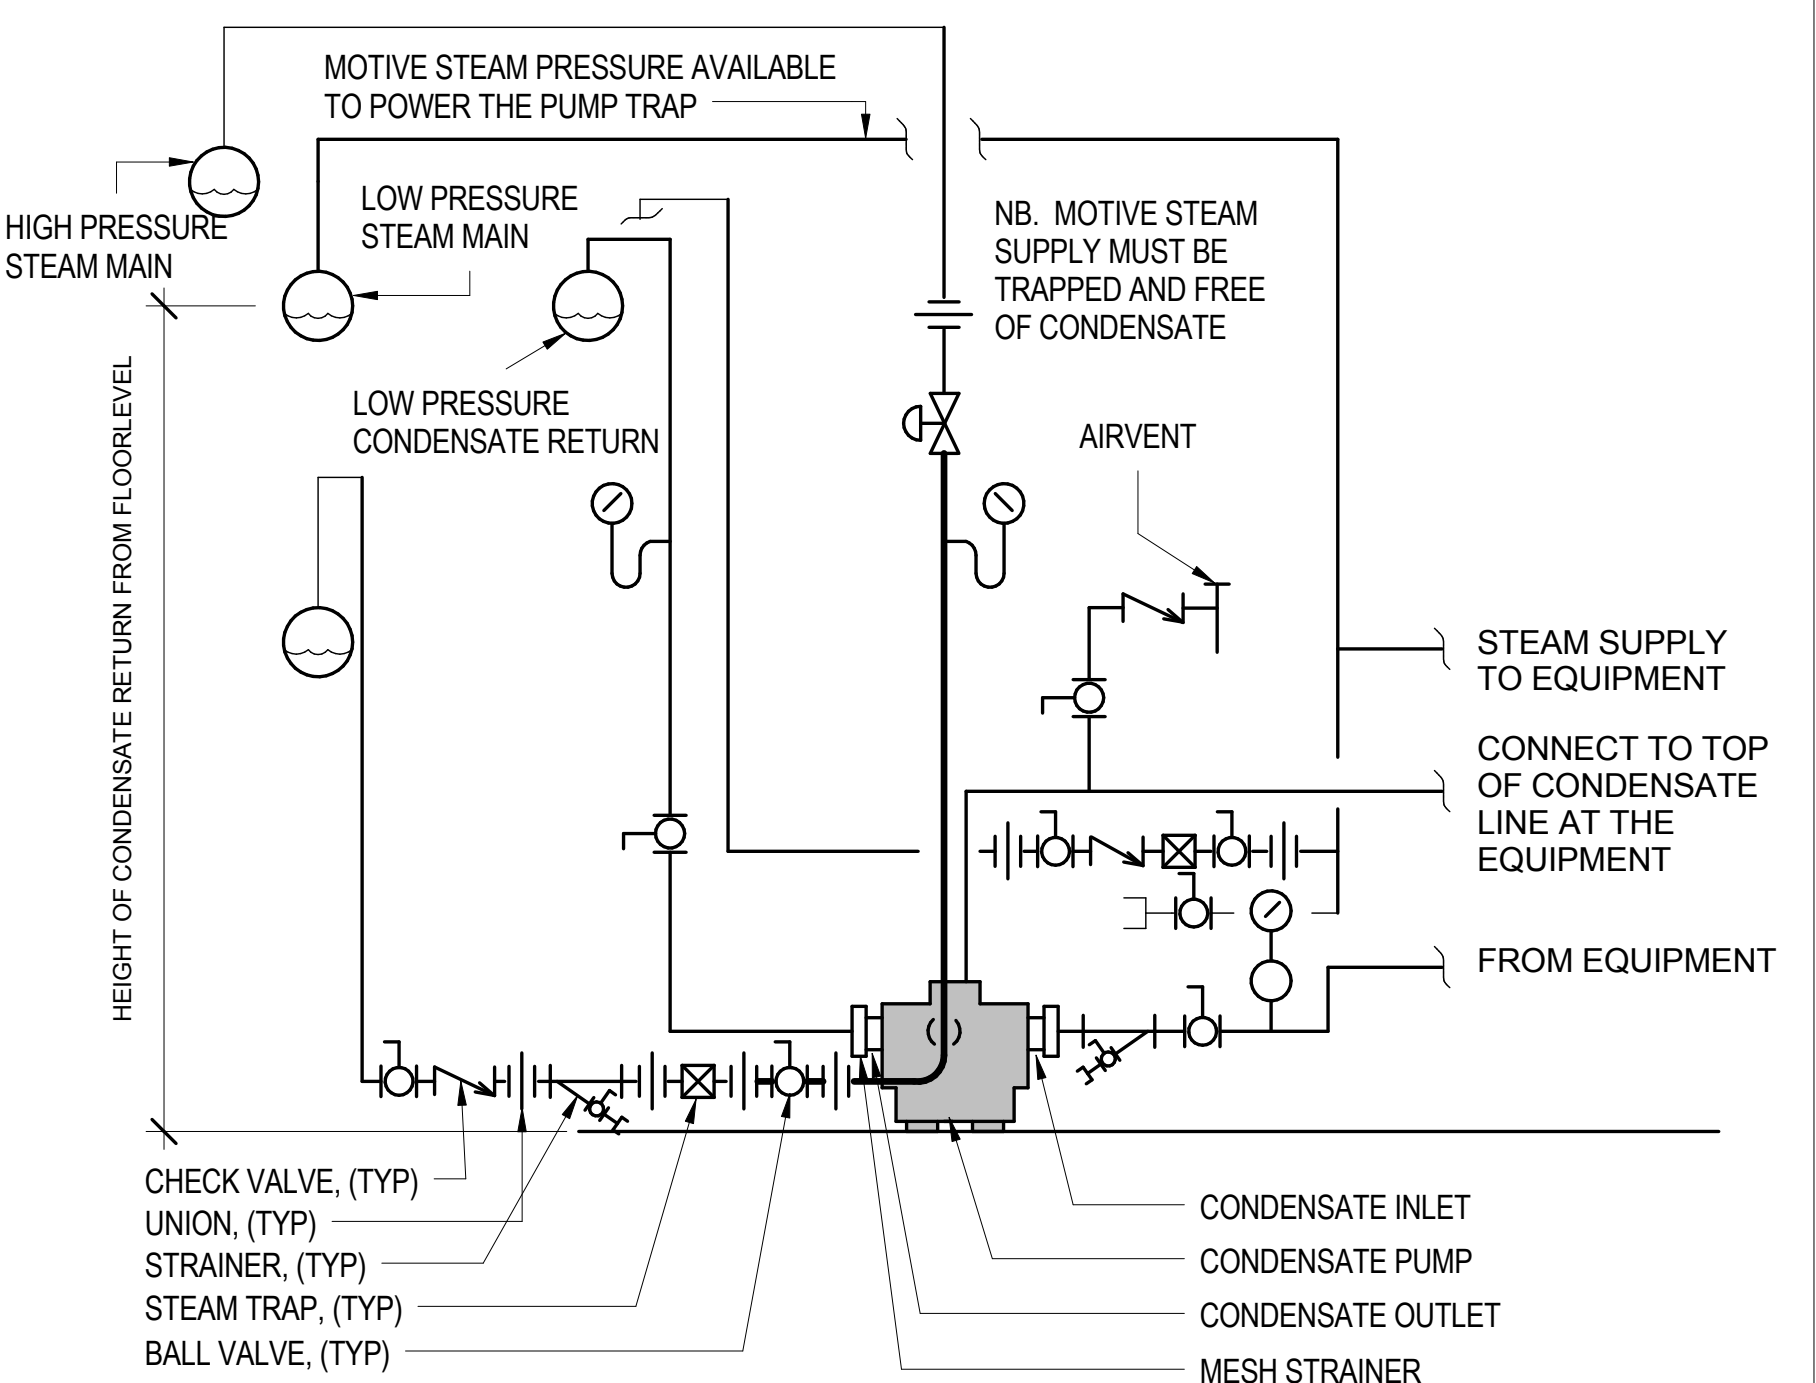 MOTIVE STEAM PRESSURE AVAILABLE
TO POWER THE PUMP TRAP
HIGH PRESSURE
STEAM MAIN
LOW PRESSURE
STEAM MAIN
NB. MOTIVE STEAM
SUPPLY MUST BE
TRAPPED AND FREE
OF CONDENSATE
LOW PRESSURE
CONDENSATE RETURN
AIRVENT
HEIGHT OF CONDENSATE RETURN FROM FLOORLEVEL
STEAM SUPPLY
TO EQUIPMENT
CONNECT TO TOP
OF CONDENSATE
LINE AT THE
EQUIPMENT
FROM EQUIPMENT
CHECK VALVE, (TYP)
UNION, (TYP)
STRAINER, (TYP)
STEAM TRAP, (TYP)
BALL VALVE, (TYP)
CONDENSATE INLET
CONDENSATE PUMP
CONDENSATE OUTLET
MESH STRAINER